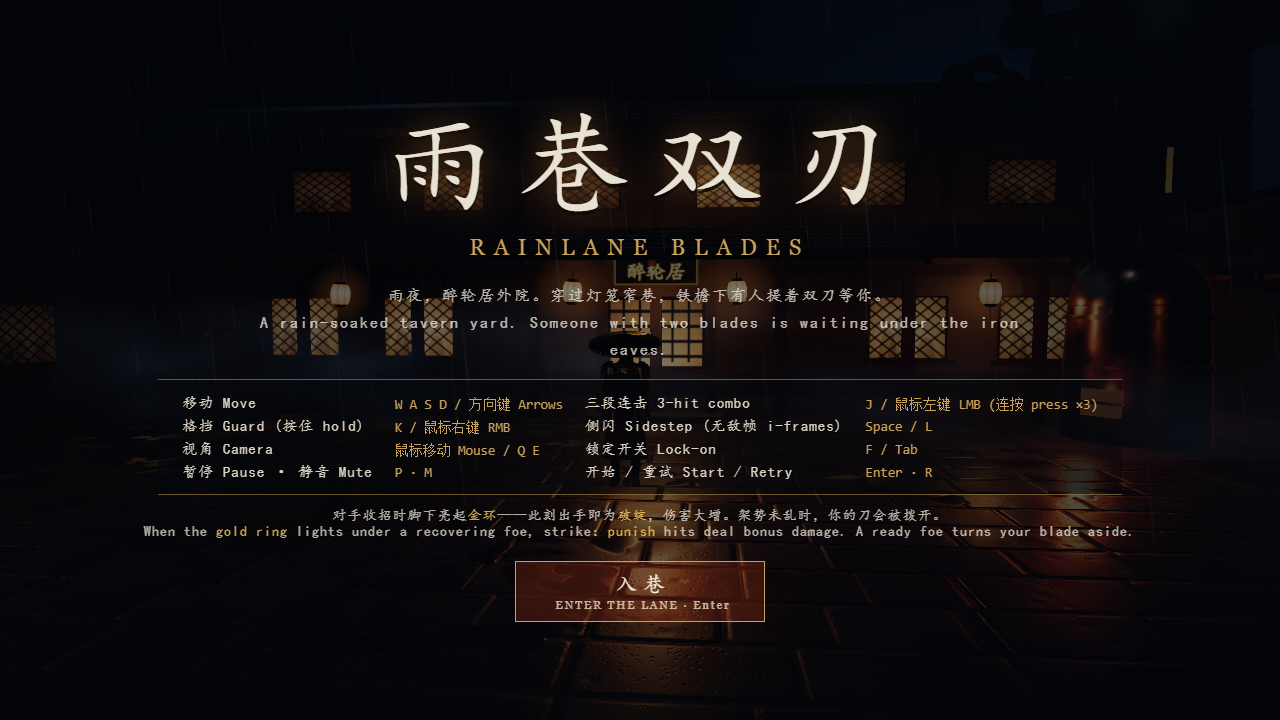 雨巷双刃
RAINLANE BLADES
醉轮居
雨夜，醉轮居外院。穿过灯笼窄巷，铁檐下有人提着双刀等你。
A rain-soaked tavern yard. Someone with two blades is waiting under the iron
eaves.
移动 Move W A S D / 方向键 Arrows 三段连击 3-hit combo J / 鼠标左键 LMB (连按 press ×3)
格挡 Guard (按住 hold) K / 鼠标右键 RMB 侧闪 Sidestep (无敌帧 i-frames) Space / L
视角 Camera 鼠标移动 Mouse / Q E 锁定开关 Lock-on F / Tab
暂停 Pause · 静音 Mute P · M 开始 / 重试 Start / Retry Enter · R
对手收招时脚下亮起金环——此刻出手即为破绽，伤害大增。架势未乱时，你的刀会被拨开。
When the gold ring lights under a recovering foe, strike: punish hits deal bonus damage. A ready foe turns your blade aside.
入巷
ENTER THE LANE · Enter